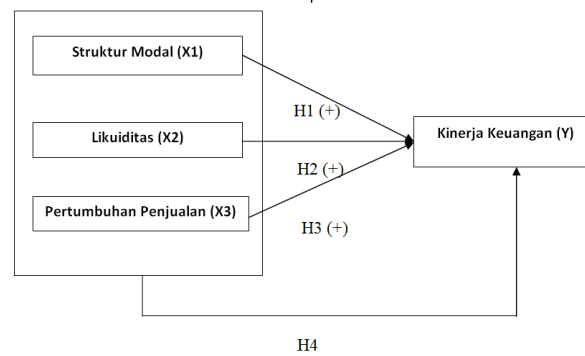 Struktur Modal (X1)
H1 (+)
Likuiditas (X2)
Kinerja Keuangan (Y)
H2 (+)
Pertumbuhan Penjualan (X3)
H3 (+)
H4